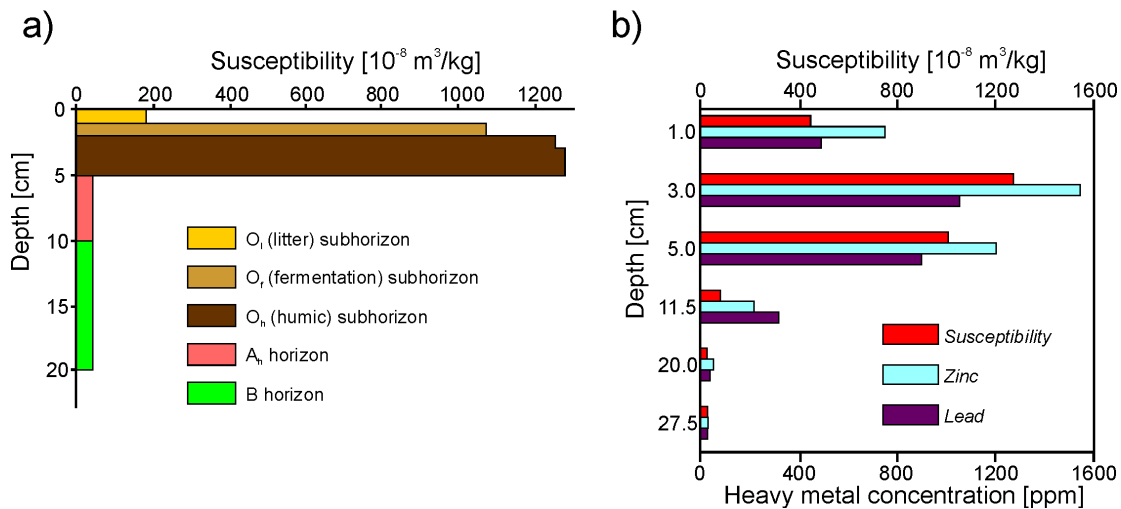 a)
Susceptibility [10⁻⁸ m³/kg]
0 200 400 600 800 1000 1200
Depth [cm]
0
5
10
15
20
Oₗ (litter) subhorizon
O_f (fermentation) subhorizon
Oₕ (humic) subhorizon
Aₕ horizon
B horizon
b)
Susceptibility [10⁻⁸ m³/kg]
0 400 800 1200 1600
Depth [cm]
1.0
3.0
5.0
11.5
20.0
27.5
Susceptibility
Zinc
Lead
0 400 800 1200 1600
Heavy metal concentration [ppm]